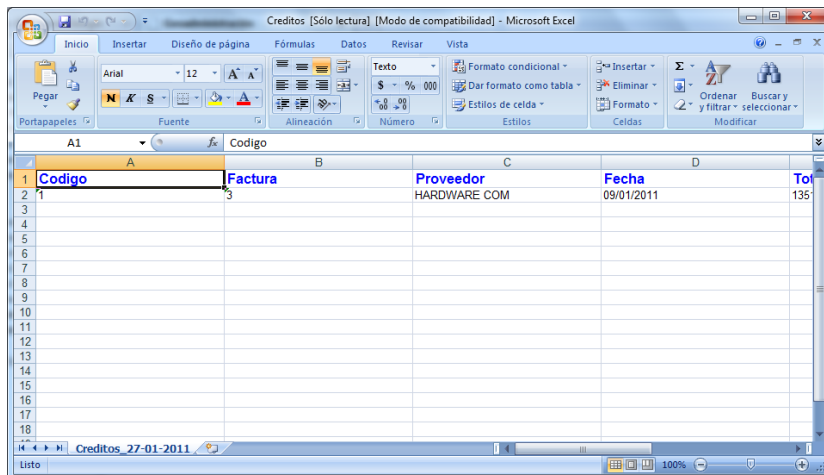 Creditos [Sólo lectura] [Modo de compatibilidad] - Microsoft Excel
Inicio Insertar Diseño de página Fórmulas Datos Revisar Vista
Pegar
Portapapeles
Arial 12 A A
N K S A
Fuente
Alineación
Texto
$ % 000
Número
Formato condicional
Dar formato como tabla
Estilos de celda
Estilos
Insertar
Eliminar
Formato
Celdas
Σ
Ordenar y filtrar
Buscar y seleccionar
Modificar
A1 fx Codigo
A B C D
1 Codigo Factura Proveedor Fecha Tot
2 1 3 HARDWARE COM 09/01/2011 1351
3
4
5
6
7
8
9
10
11
12
13
14
15
16
17
18
Creditos_27-01-2011
Listo 100%